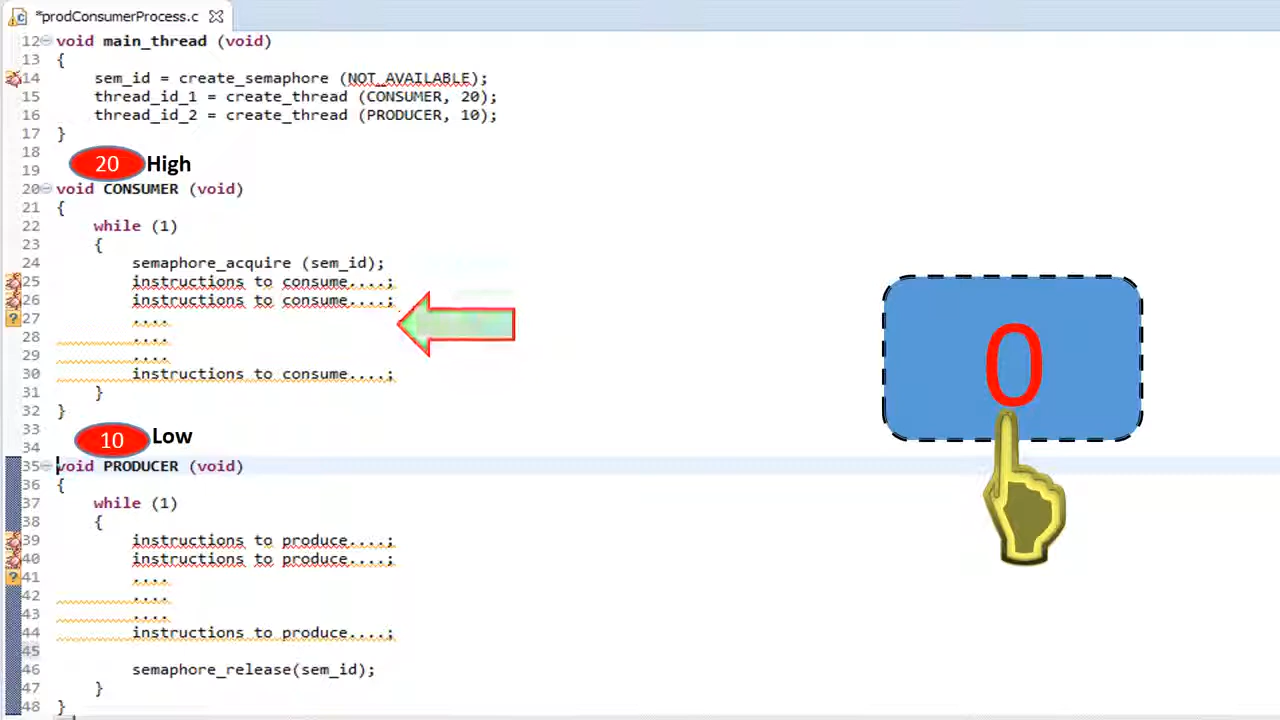 *prodConsumerProcess.c
12 void main_thread (void)
13 {
14 sem_id = create_semaphore (NOT_AVAILABLE);
15 thread_id_1 = create_thread (CONSUMER, 20);
16 thread_id_2 = create_thread (PRODUCER, 10);
17 }
18
19 20 High
20 void CONSUMER (void)
21 {
22 while (1)
23 {
24 semaphore_acquire (sem_id);
25 instructions to consume....;
26 instructions to consume....;
27 ....
28 ....
29 ....
30 instructions to consume....;
31 }
32 }
33
34 10 Low
35 void PRODUCER (void)
36 {
37 while (1)
38 {
39 instructions to produce....;
40 instructions to produce....;
41 ....
42 ....
43 ....
44 instructions to produce....;
45
46 semaphore_release(sem_id);
47 }
48 }
0